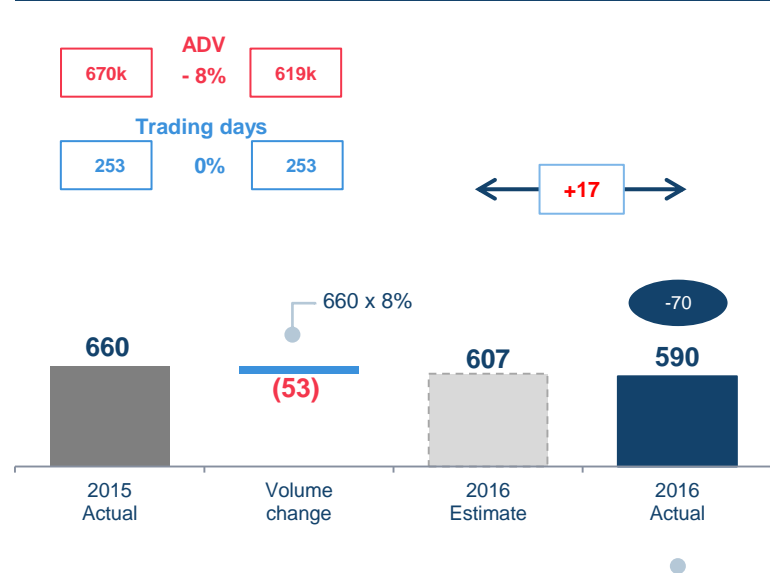 ADV
670k - 8% 619k
Trading days
253 0% 253
+17
660 x 8%
-70
660 (53) 607 590
2015 Volume 2016 2016
Actual change Estimate Actual